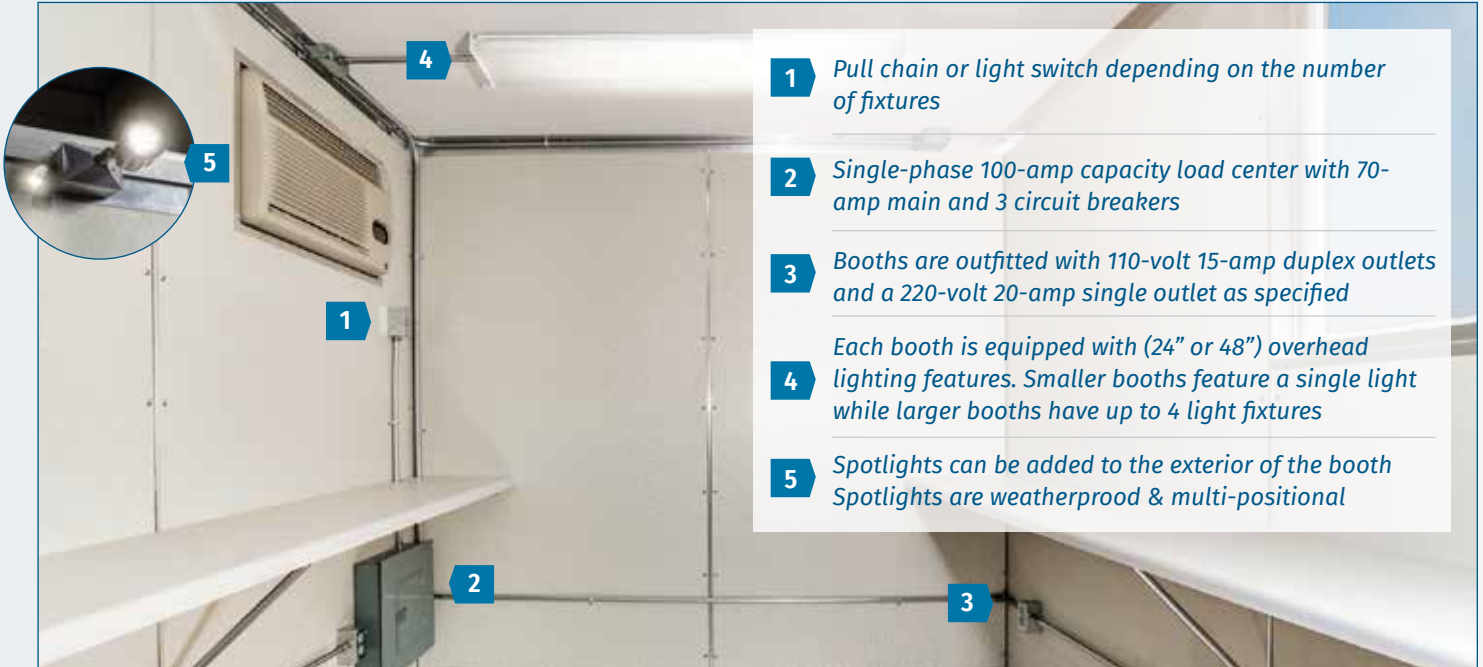 4
5
1
2
3
1
Pull chain or light switch depending on the number
of fixtures
2
Single-phase 100-amp capacity load center with 70-
amp main and 3 circuit breakers
3
Booths are outfitted with 110-volt 15-amp duplex outlets
and a 220-volt 20-amp single outlet as specified
4
Each booth is equipped with (24” or 48”) overhead
lighting features. Smaller booths feature a single light
while larger booths have up to 4 light fixtures
5
Spotlights can be added to the exterior of the booth
Spotlights are weatherprood & multi-positional